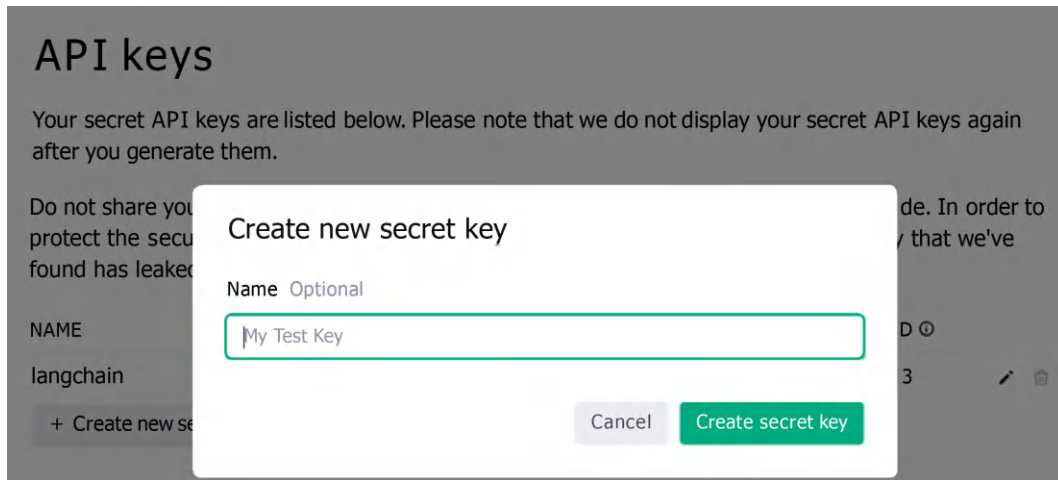 API keys
Your secret API keys are listed below. Please note that we do not display your secret API keys again
after you generate them.
Do not share you
de. In order to
protect the secu
y that we've
found has leaked
Create new secret key
Name Optional
My Test Key
NAME
D
langchain
3
+ Create new se
Cancel
Create secret key